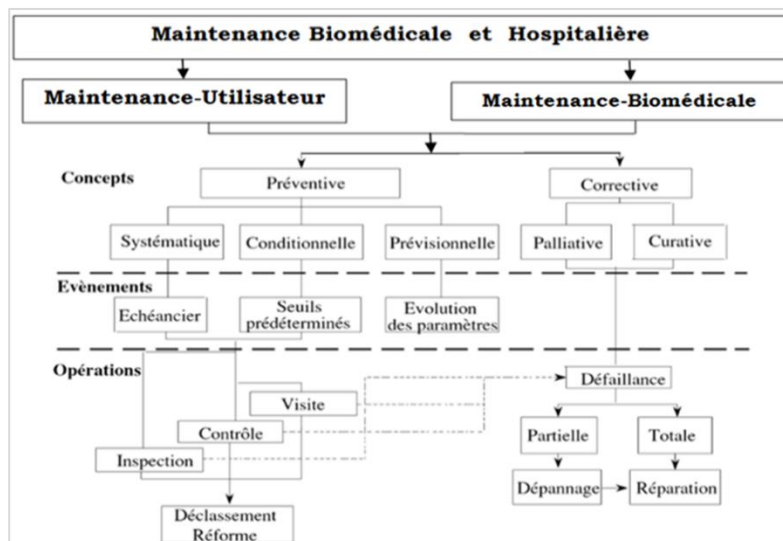 Maintenance Biomédicale et Hospitalière
Maintenance-Utilisateur
Maintenance-Biomédicale
Concepts
Préventive
Corrective
Systématique
Conditionnelle
Prévisionnelle
Palliative
Curative
Evènements
Echéancier
Seuils
prédéterminés
Evolution
des paramètres
Opérations
Défaillance
Visite
Contrôle
Partielle
Totale
Inspection
Dépannage
Réparation
Déclassement
Réforme